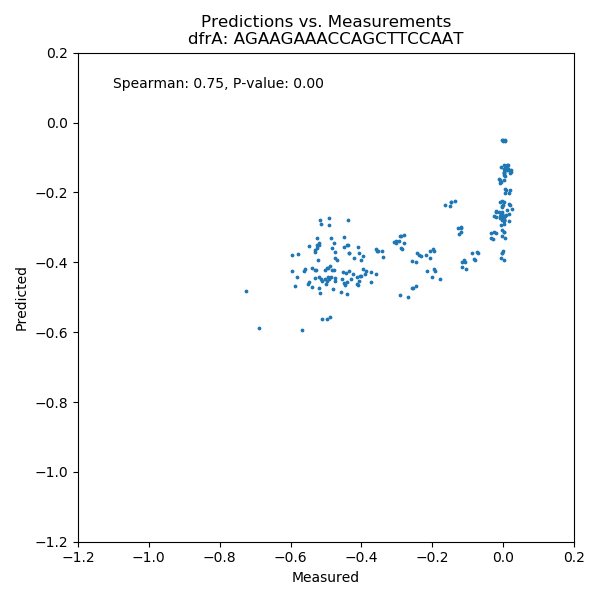 Predictions vs. Measurements
dfrA: AGAAGAAACCAGCTTCCAAT
Spearman: 0.75, P-value: 0.00
0.2
0.0
−0.2
−0.4
−0.6
−0.8
−1.0
−1.2
Predicted
−1.2 −1.0 −0.8 −0.6 −0.4 −0.2 0.0 0.2
Measured